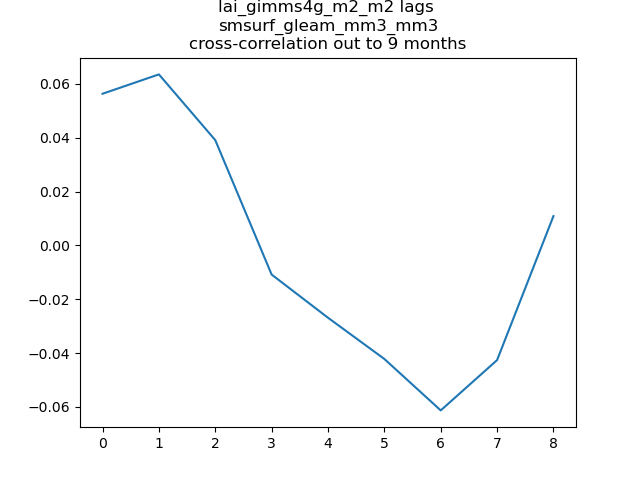 lai_gimms4g_m2_m2 lags
smsurf_gleam_mm3_mm3
cross-correlation out to 9 months
0.06
0.04
0.02
0.00
−0.02
−0.04
−0.06
0 1 2 3 4 5 6 7 8